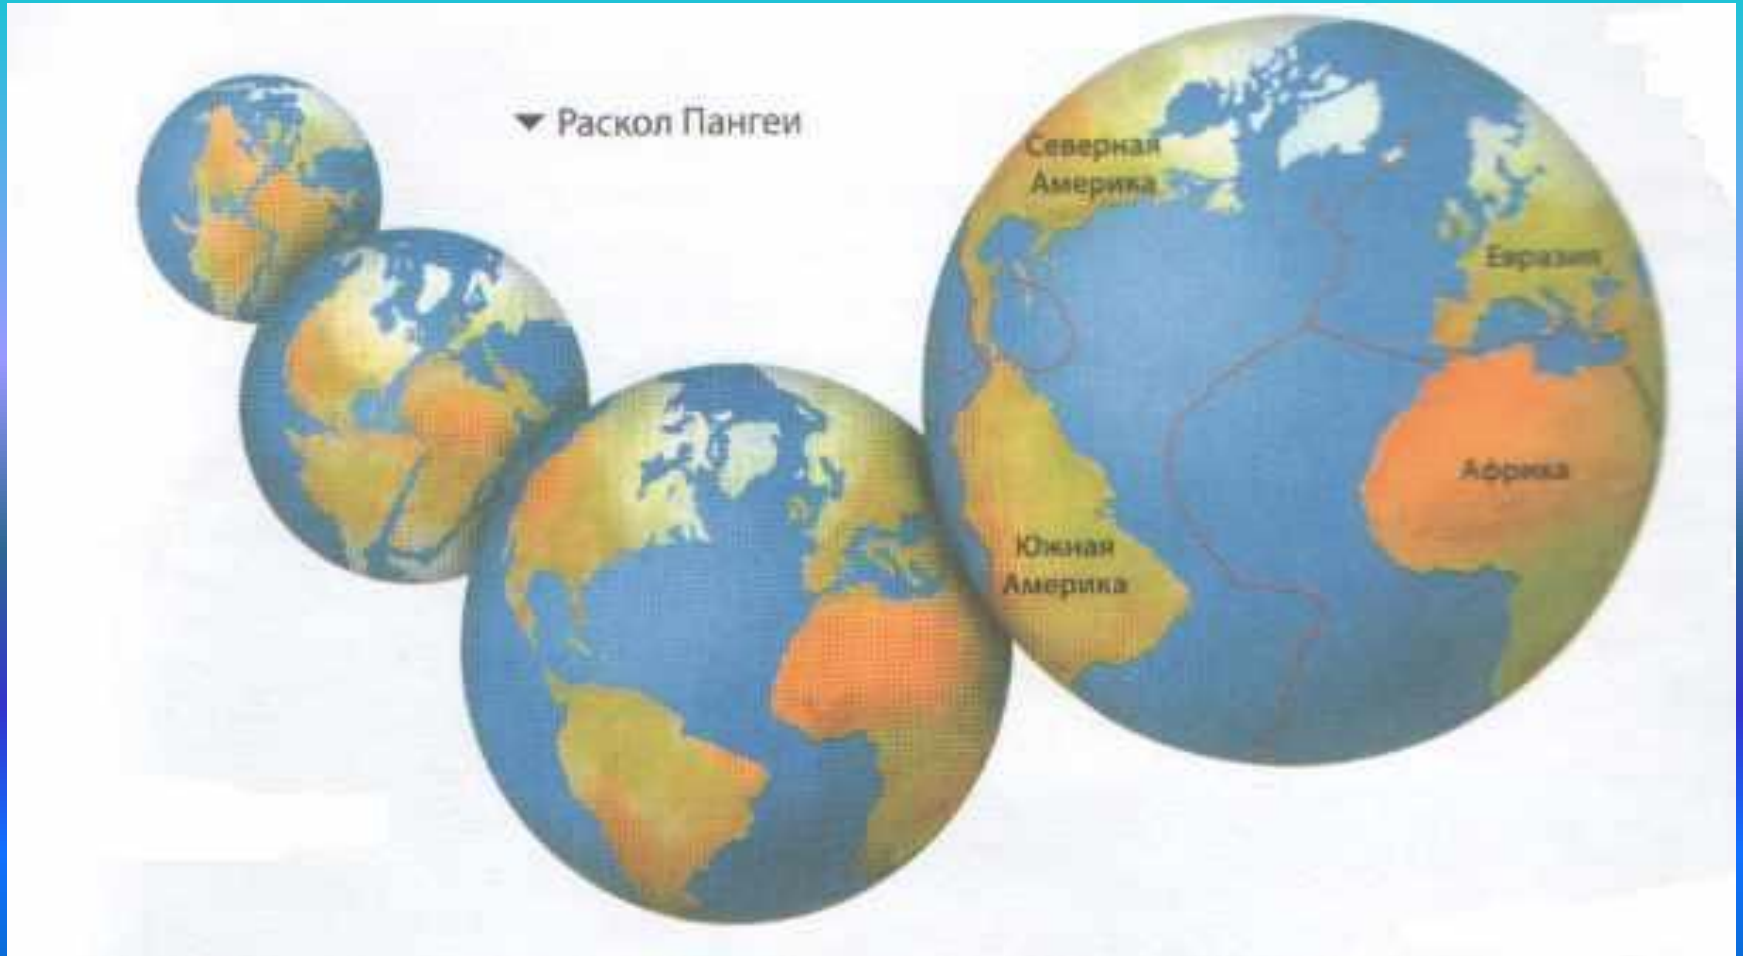 ▼ Раскол Пангеи
Северная
Америка
Евразия
Африка
Южная
Америка